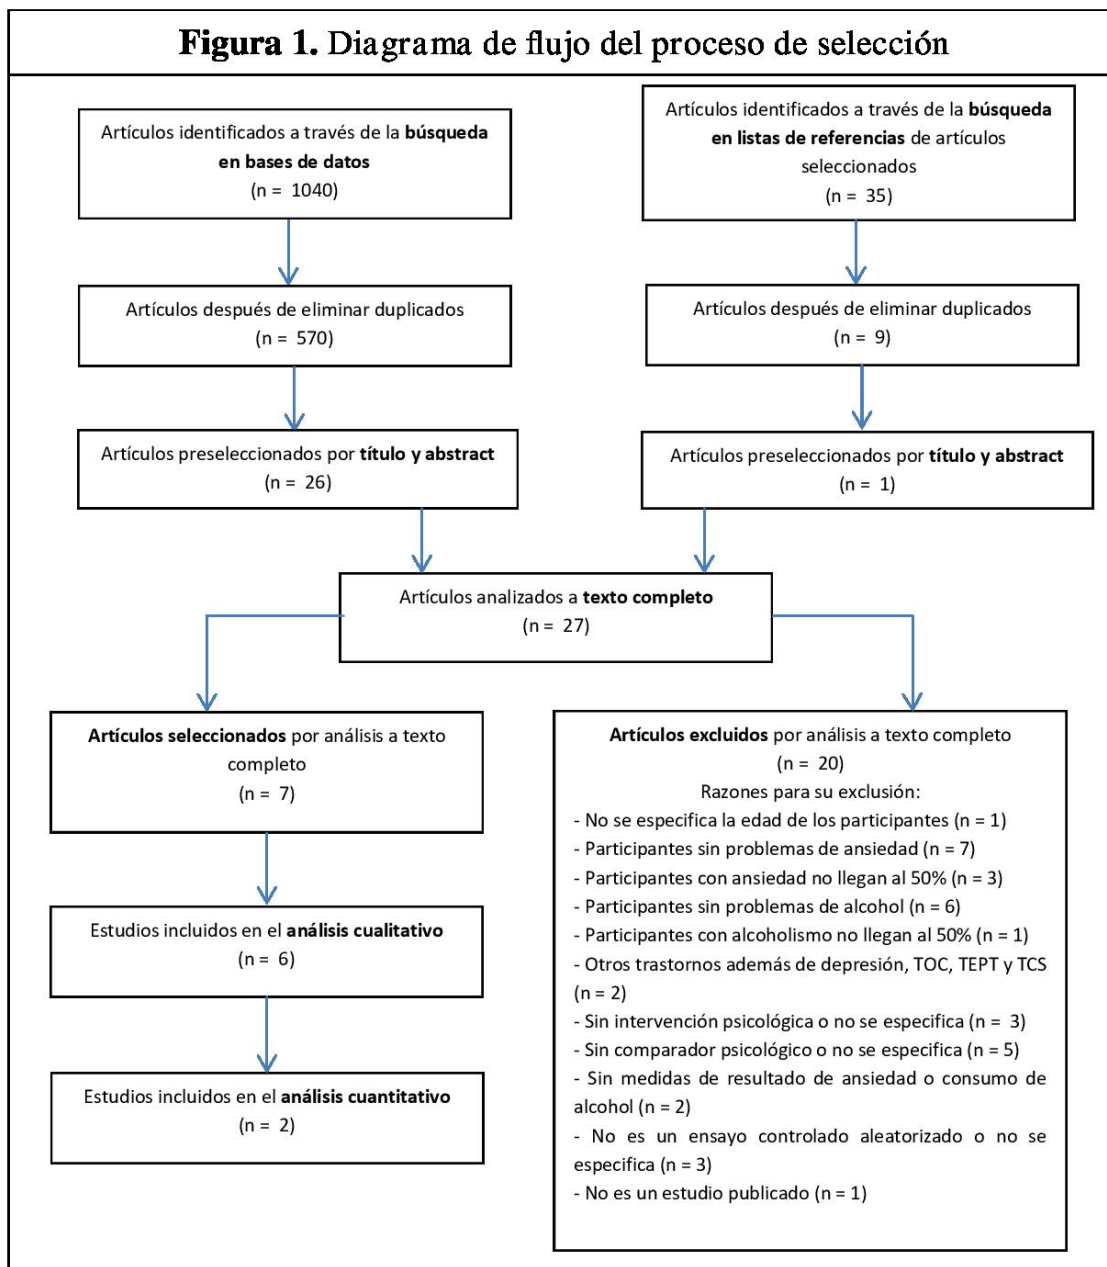 Figura 1. Diagrama de flujo del proceso de selección
Artículos identificados a través de la búsqueda
en bases de datos
(n = 1040)
Artículos identificados a través de la búsqueda
en listas de referencias de artículos
seleccionados
(n = 35)
Artículos después de eliminar duplicados
(n = 570)
Artículos después de eliminar duplicados
(n = 9)
Artículos preseleccionados por título y abstract
(n = 26)
Artículos preseleccionados por título y abstract
(n = 1)
Artículos analizados a texto completo
(n = 27)
Artículos seleccionados por análisis a texto
completo
(n = 7)
Estudios incluidos en el análisis cualitativo
(n = 6)
Estudios incluidos en el análisis cuantitativo
(n = 2)
Artículos excluidos por análisis a texto completo
(n = 20)
Razones para su exclusión:
- No se especifica la edad de los participantes (n = 1)
- Participantes sin problemas de ansiedad (n = 7)
- Participantes con ansiedad no llegan al 50% (n = 3)
- Participantes sin problemas de alcohol (n = 6)
- Participantes con alcoholismo no llegan al 50% (n = 1)
- Otros trastornos además de depresión, TOC, TEPT y TCS
(n = 2)
- Sin intervención psicológica o no se especifica (n = 3)
- Sin comparador psicológico o no se especifica (n = 5)
- Sin medidas de resultado de ansiedad o consumo de
alcohol (n = 2)
- No es un ensayo controlado aleatorizado o no se
especifica (n = 3)
- No es un estudio publicado (n = 1)